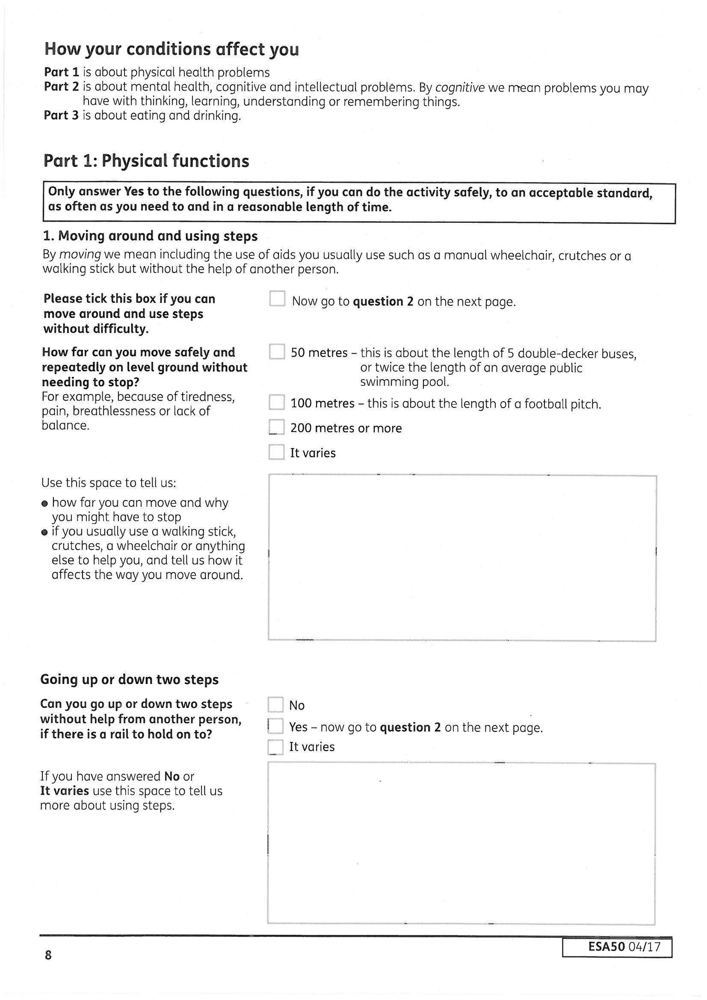 How your conditions affect you
Part 1 is about physical health problems
Part 2 is about mental health, cognitive and intellectual problems. By cognitive we mean problems you may
have with thinking, learning, understanding or remembering things.
Part 3 is about eating and drinking.
Part 1: Physical functions
Only answer Yes to the following questions, if you can do the activity safely, to an acceptable standard,
as often as you need to and in a reasonable length of time.
1. Moving around and using steps
By moving we mean including the use of aids you usually use such as a manual wheelchair, crutches or a
walking stick but without the help of another person.
Please tick this box if you can
move around and use steps
without difficulty.
Now go to question 2 on the next page.
How far can you move safely and
repeatedly on level ground without
needing to stop?
For example, because of tiredness,
pain, breathlessness or lack of
balance.
50 metres – this is about the length of 5 double-decker buses,
or twice the length of an average public
swimming pool.
100 metres – this is about the length of a football pitch.
200 metres or more
It varies
Use this space to tell us:
• how far you can move and why
you might have to stop
• if you usually use a walking stick,
crutches, a wheelchair or anything
else to help you, and tell us how it
affects the way you move around.
Going up or down two steps
Can you go up or down two steps
without help from another person,
if there is a rail to hold on to?
No
Yes – now go to question 2 on the next page.
It varies
If you have answered No or
It varies use this space to tell us
more about using steps.
8
ESA50 04/17